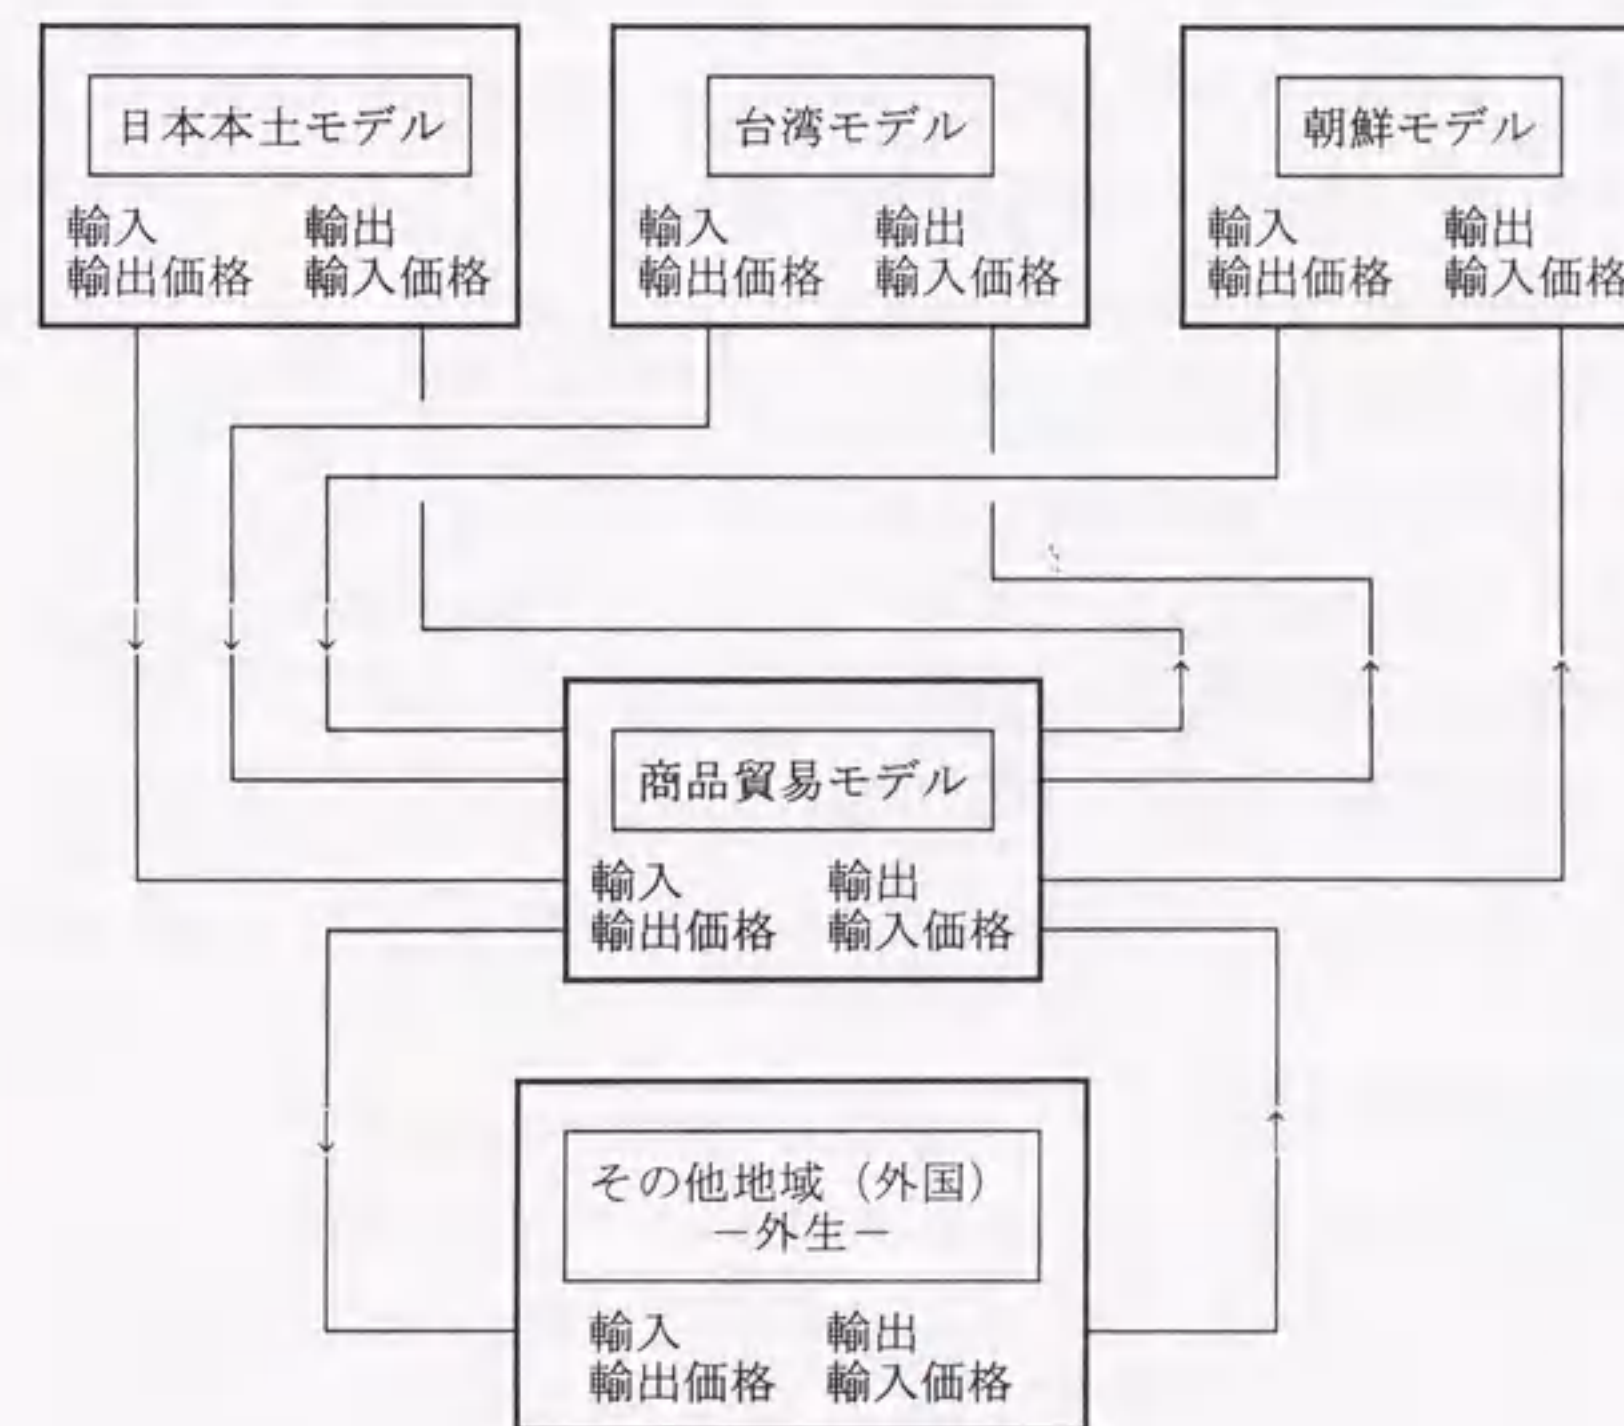 日本本土モデル
輸入 輸出
輸出価格 輸入価格
台湾モデル
輸入 輸出
輸出価格 輸入価格
朝鮮モデル
輸入 輸出
輸出価格 輸入価格
商品貿易モデル
輸入 輸出
輸出価格 輸入価格
その他地域（外国）
－外生－
輸入 輸出
輸出価格 輸入価格